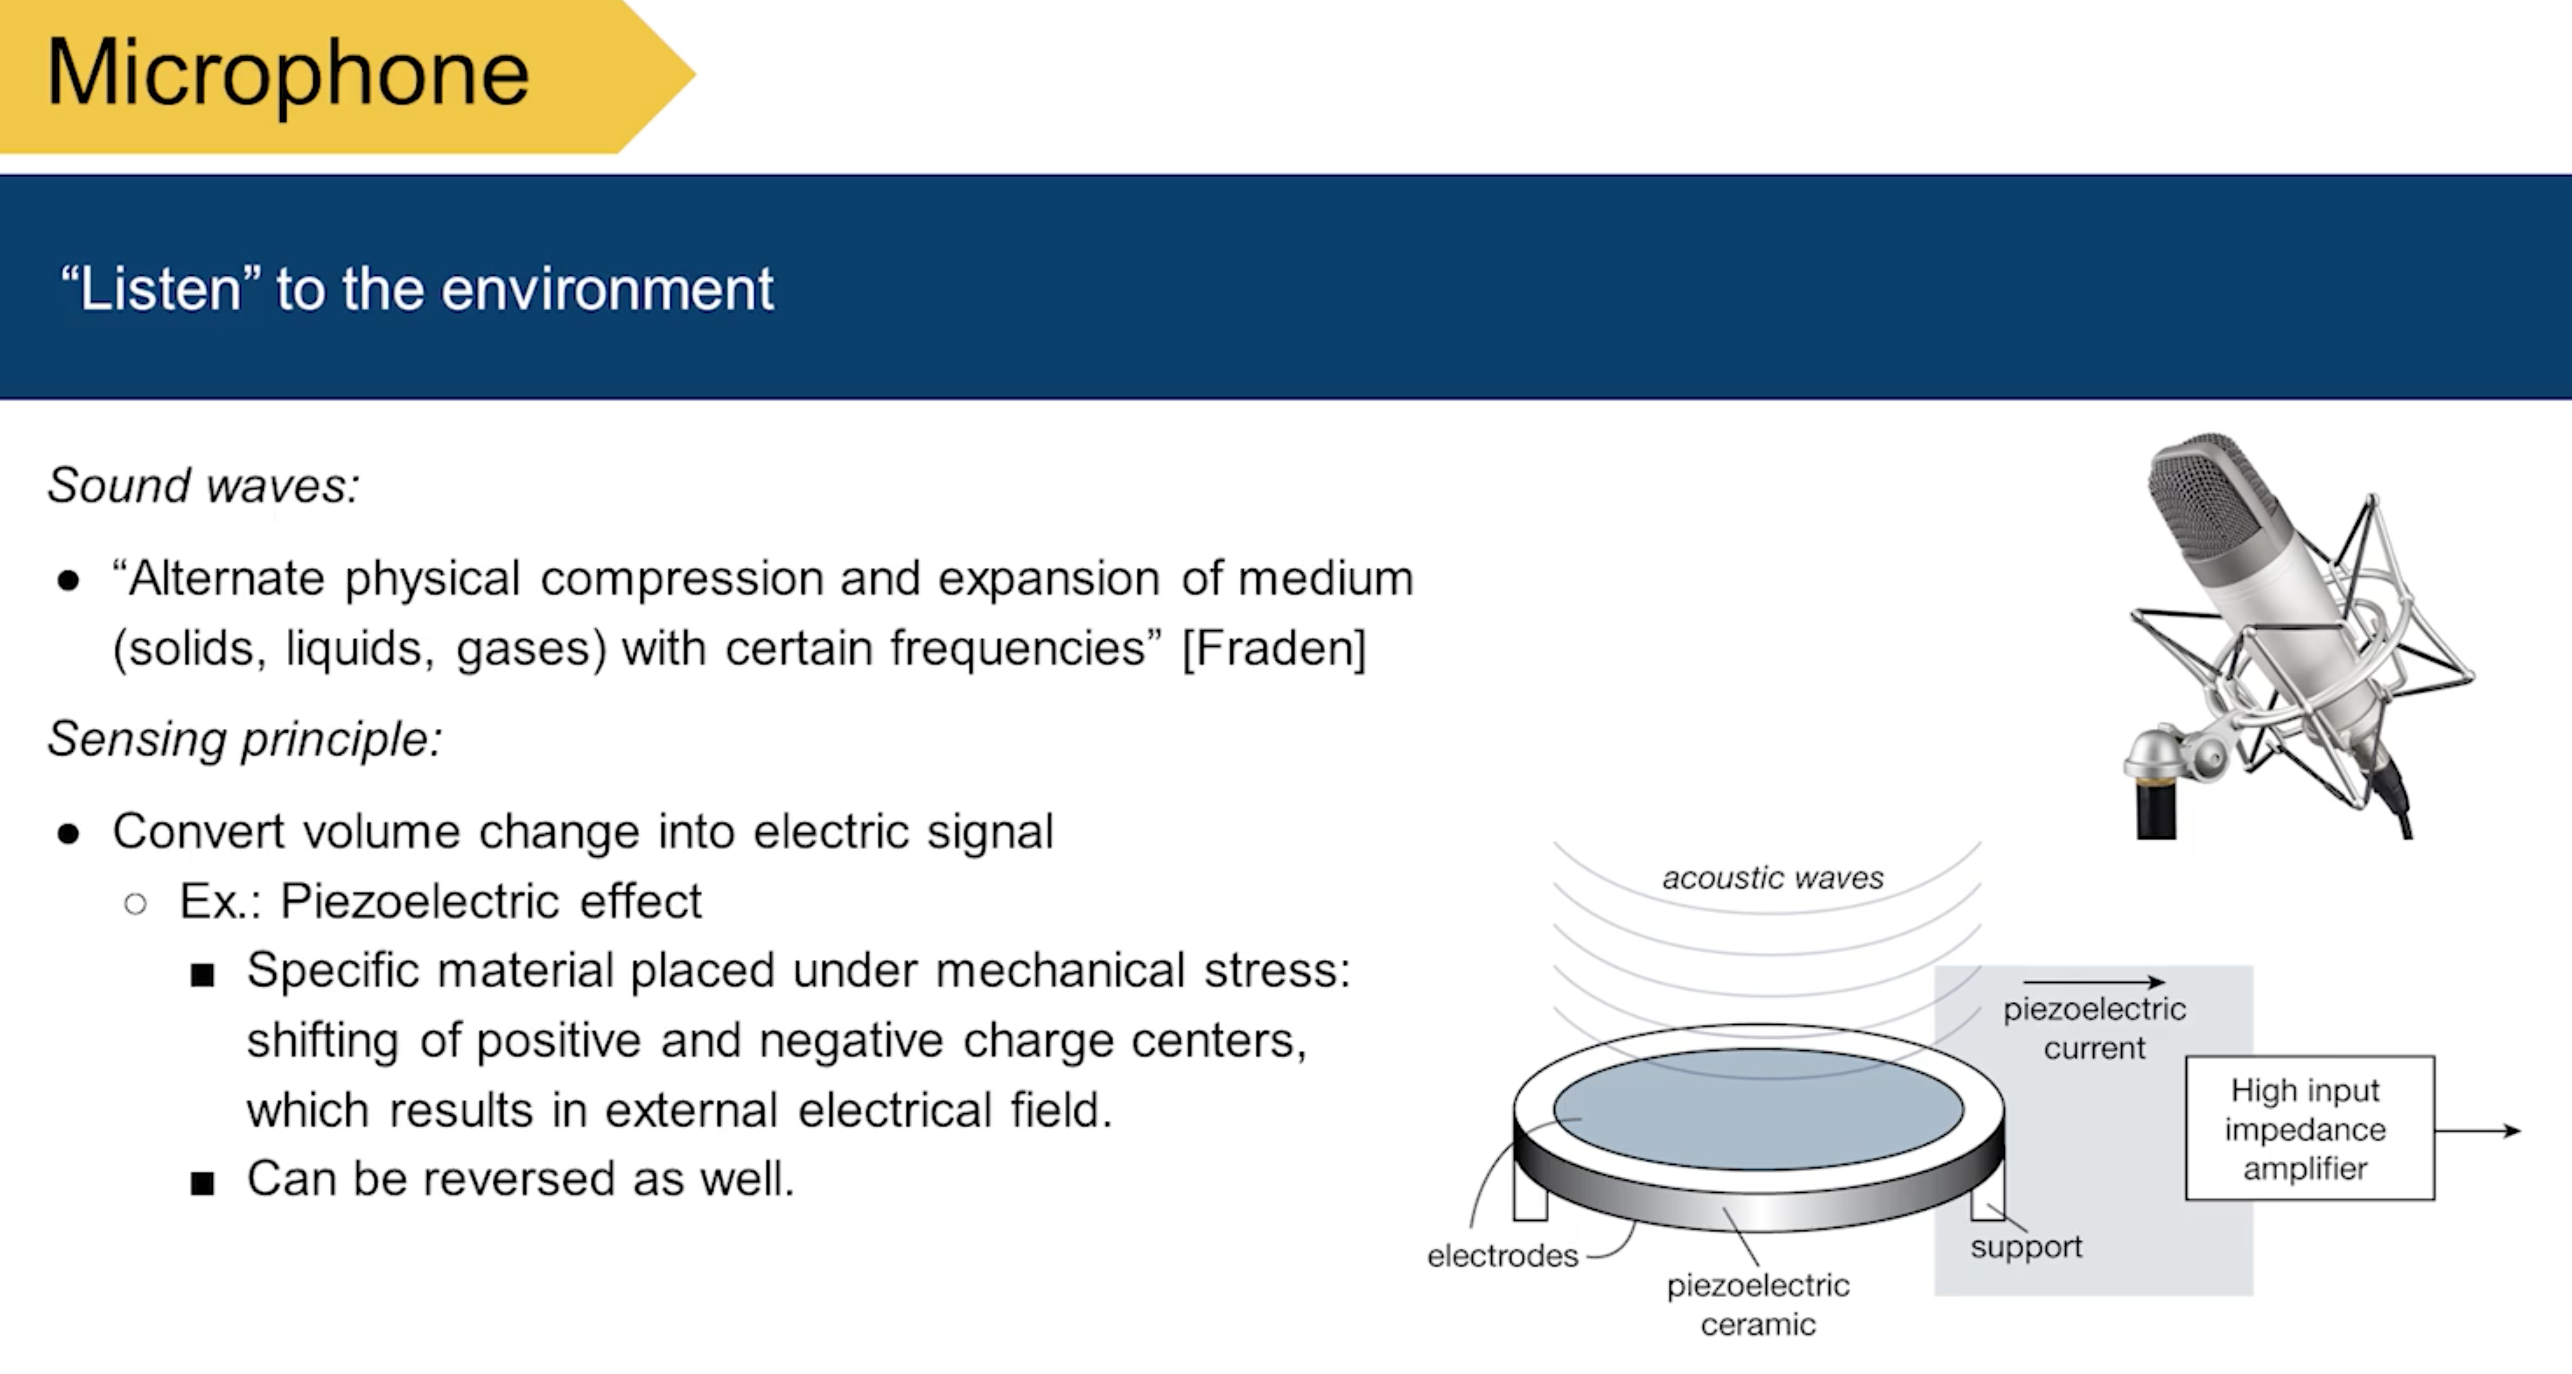 Microphone
“Listen” to the environment
Sound waves:
● “Alternate physical compression and expansion of medium
(solids, liquids, gases) with certain frequencies” [Fraden]
Sensing principle:
● Convert volume change into electric signal
○ Ex.: Piezoelectric effect
■ Specific material placed under mechanical stress:
shifting of positive and negative charge centers,
which results in external electrical field.
■ Can be reversed as well.
acoustic waves
piezoelectric
current
High input
impedance
amplifier
support
electrodes
piezoelectric
ceramic